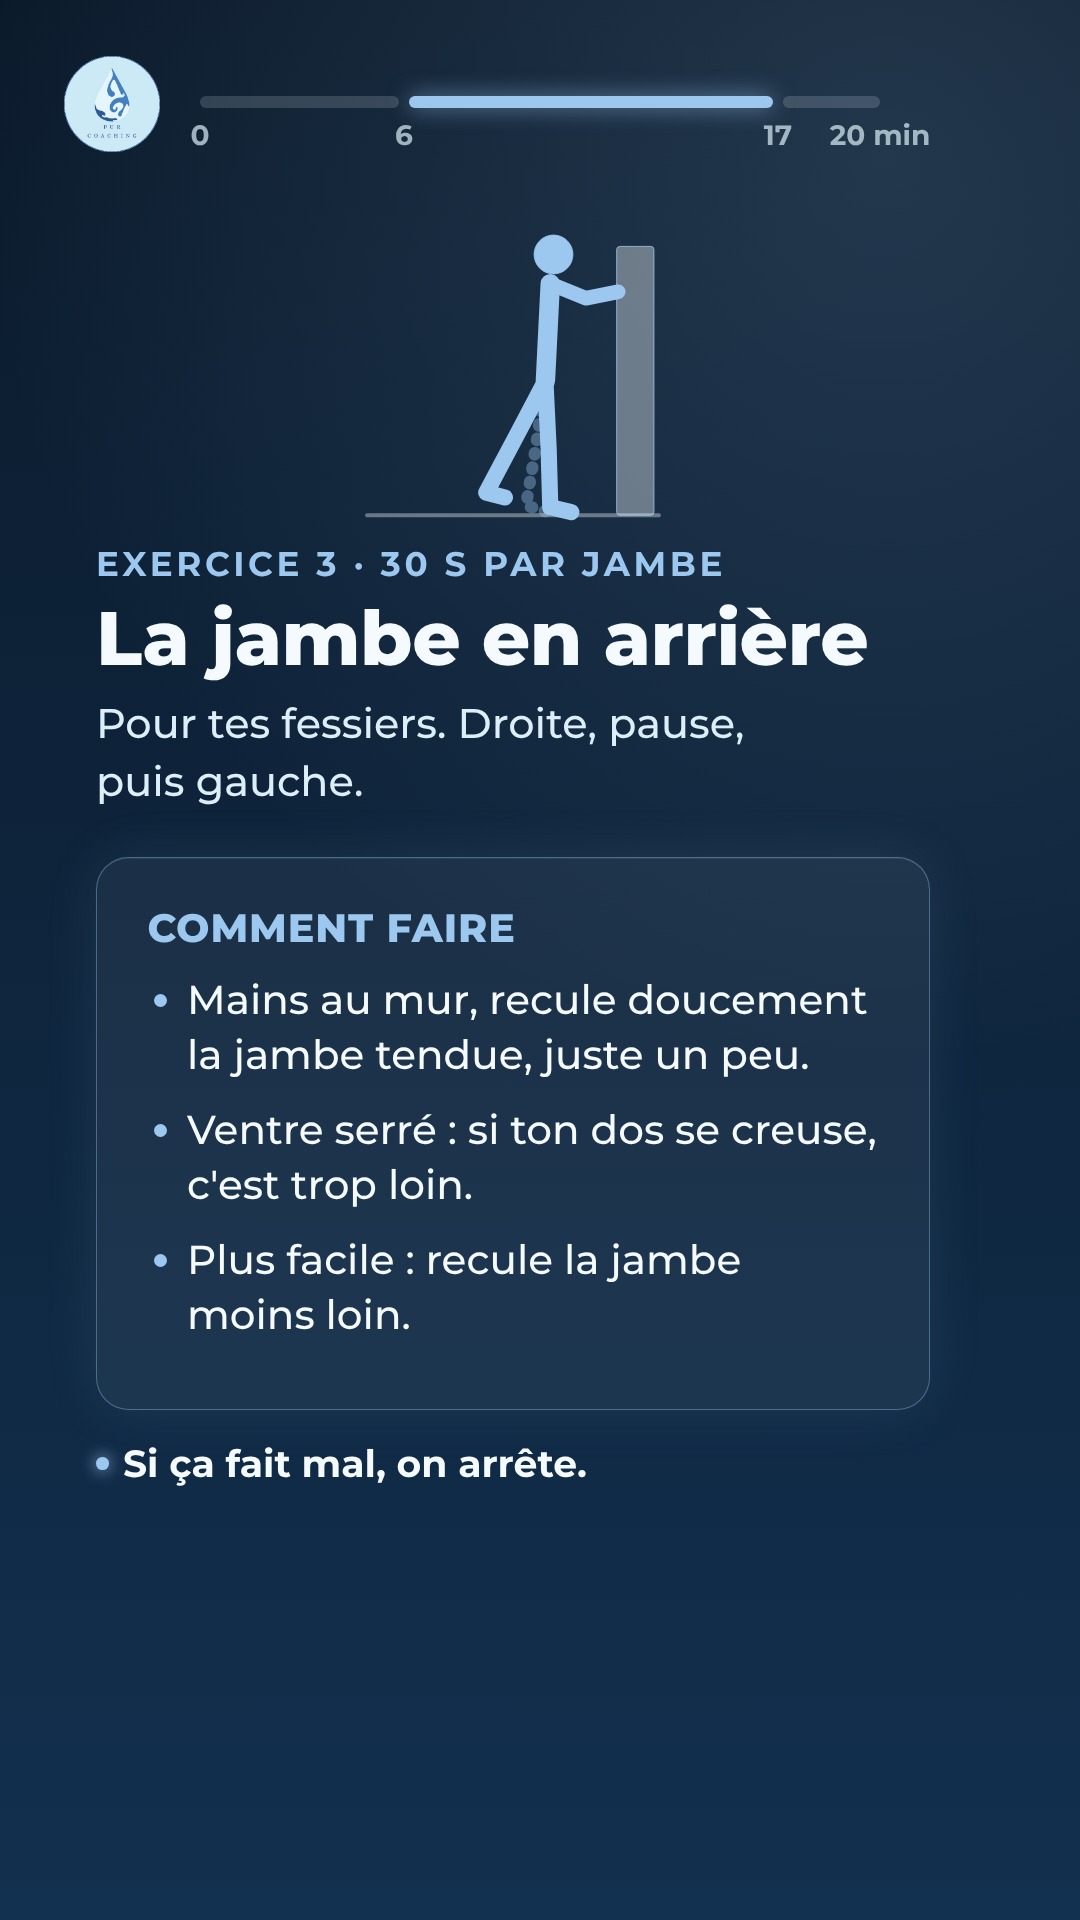 PUR
COACHING
0 6 17 20 min
EXERCICE 3 · 30 S PAR JAMBE
La jambe en arrière
Pour tes fessiers. Droite, pause,
puis gauche.
COMMENT FAIRE
• Mains au mur, recule doucement
la jambe tendue, juste un peu.
• Ventre serré : si ton dos se creuse,
c'est trop loin.
• Plus facile : recule la jambe
moins loin.
• Si ça fait mal, on arrête.